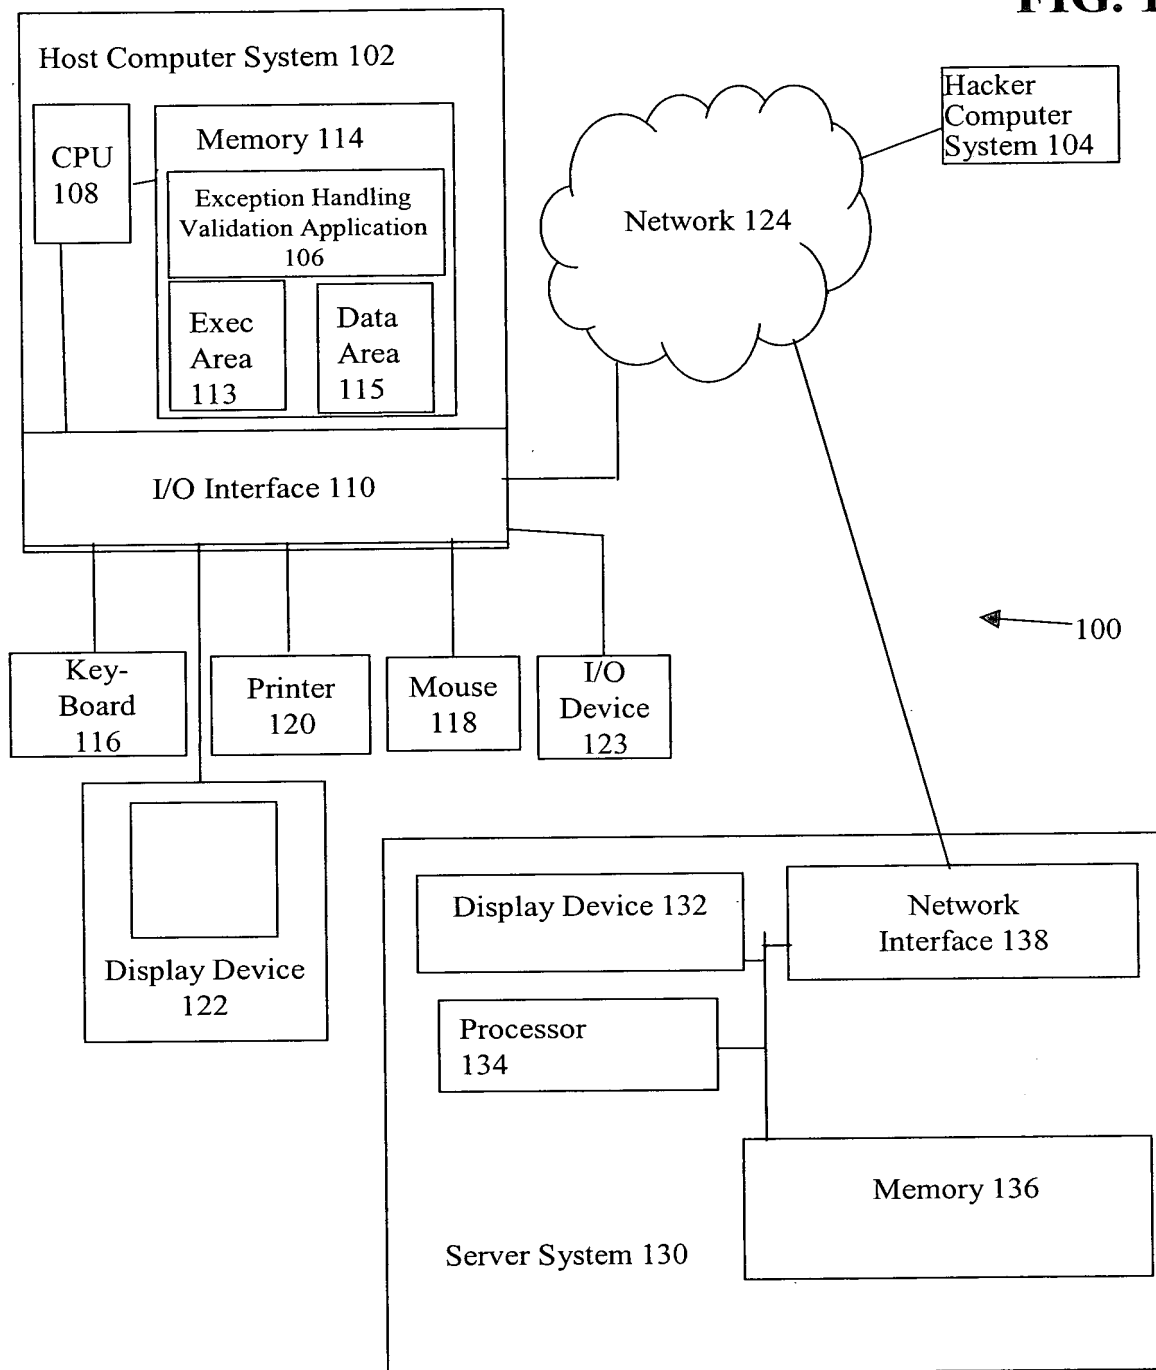 FIG. 1
Host Computer System 102
CPU
108
Memory 114
Exception Handling
Validation Application
106
Exec
Area
113
Data
Area
115
I/O Interface 110
Network 124
Hacker
Computer
System 104
100
Key-
Board
116
Printer
120
Mouse
118
I/O
Device
123
Display Device
122
Display Device 132
Network
Interface 138
Processor
134
Memory 136
Server System 130